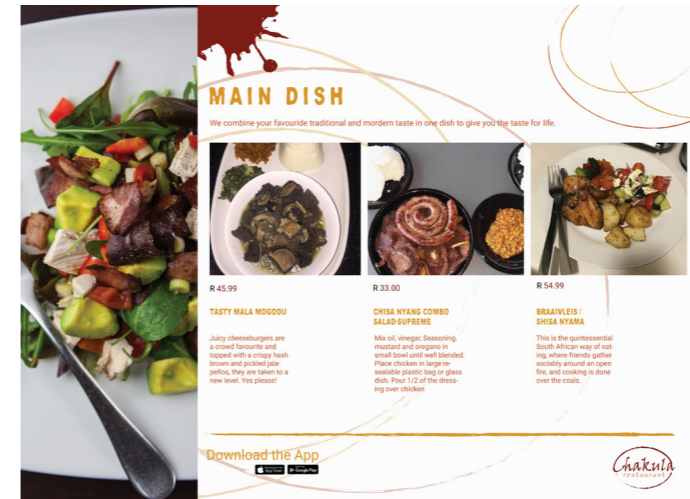 MAIN DISH
We combine your favouride traditional and mordern taste in one dish to give you the taste for life.
R 45.99
TASTY MALA MOGODU
Juicy cheeseburgers are
a crowd favourite and
topped with a crispy hash
brown and pickled jala-
peños, they are taken to a
new level. Yes please!
R 33.00
CHISA NYANG COMBO
SALAD-SUPREME
Mix oil, vinegar, Seasoning,
mustard and oregano in
small bowl until well blended.
Place chicken in large re-
sealable plastic bag or glass
dish. Pour 1/2 of the dress-
ing over chicken
R 54.99
BRAAIVLEIS |
SHISA NYAMA
This is the quintessential
South African way of eat-
ing, where friends gather
sociably around an open
fire, and cooking is done
over the coals.
Download the App
App Store
Google Play
Chakula
restaurant